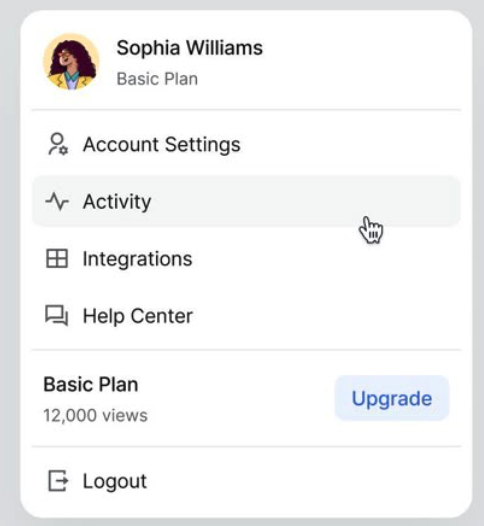 Sophia Williams
Basic Plan
Account Settings
Activity
Integrations
Help Center
Basic Plan
12,000 views
Upgrade
Logout